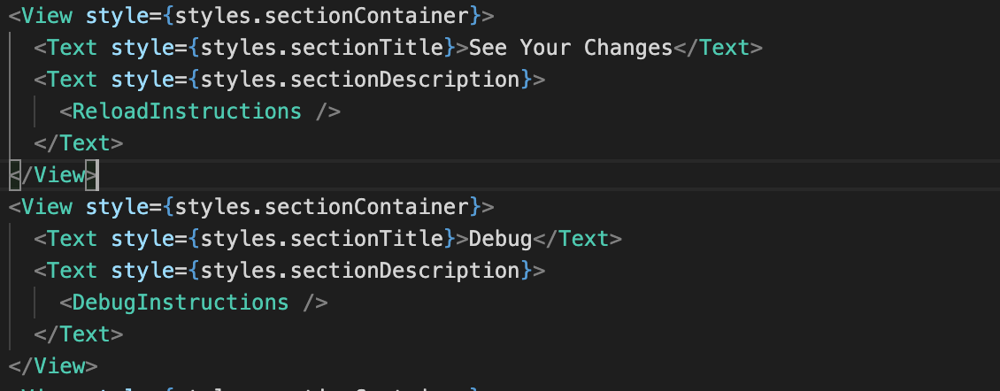 <View style={styles.sectionContainer}>
<Text style={styles.sectionTitle}>See Your Changes</Text>
<Text style={styles.sectionDescription}>
<ReloadInstructions />
</Text>
</View>
<View style={styles.sectionContainer}>
<Text style={styles.sectionTitle}>Debug</Text>
<Text style={styles.sectionDescription}>
<DebugInstructions />
</Text>
</View>